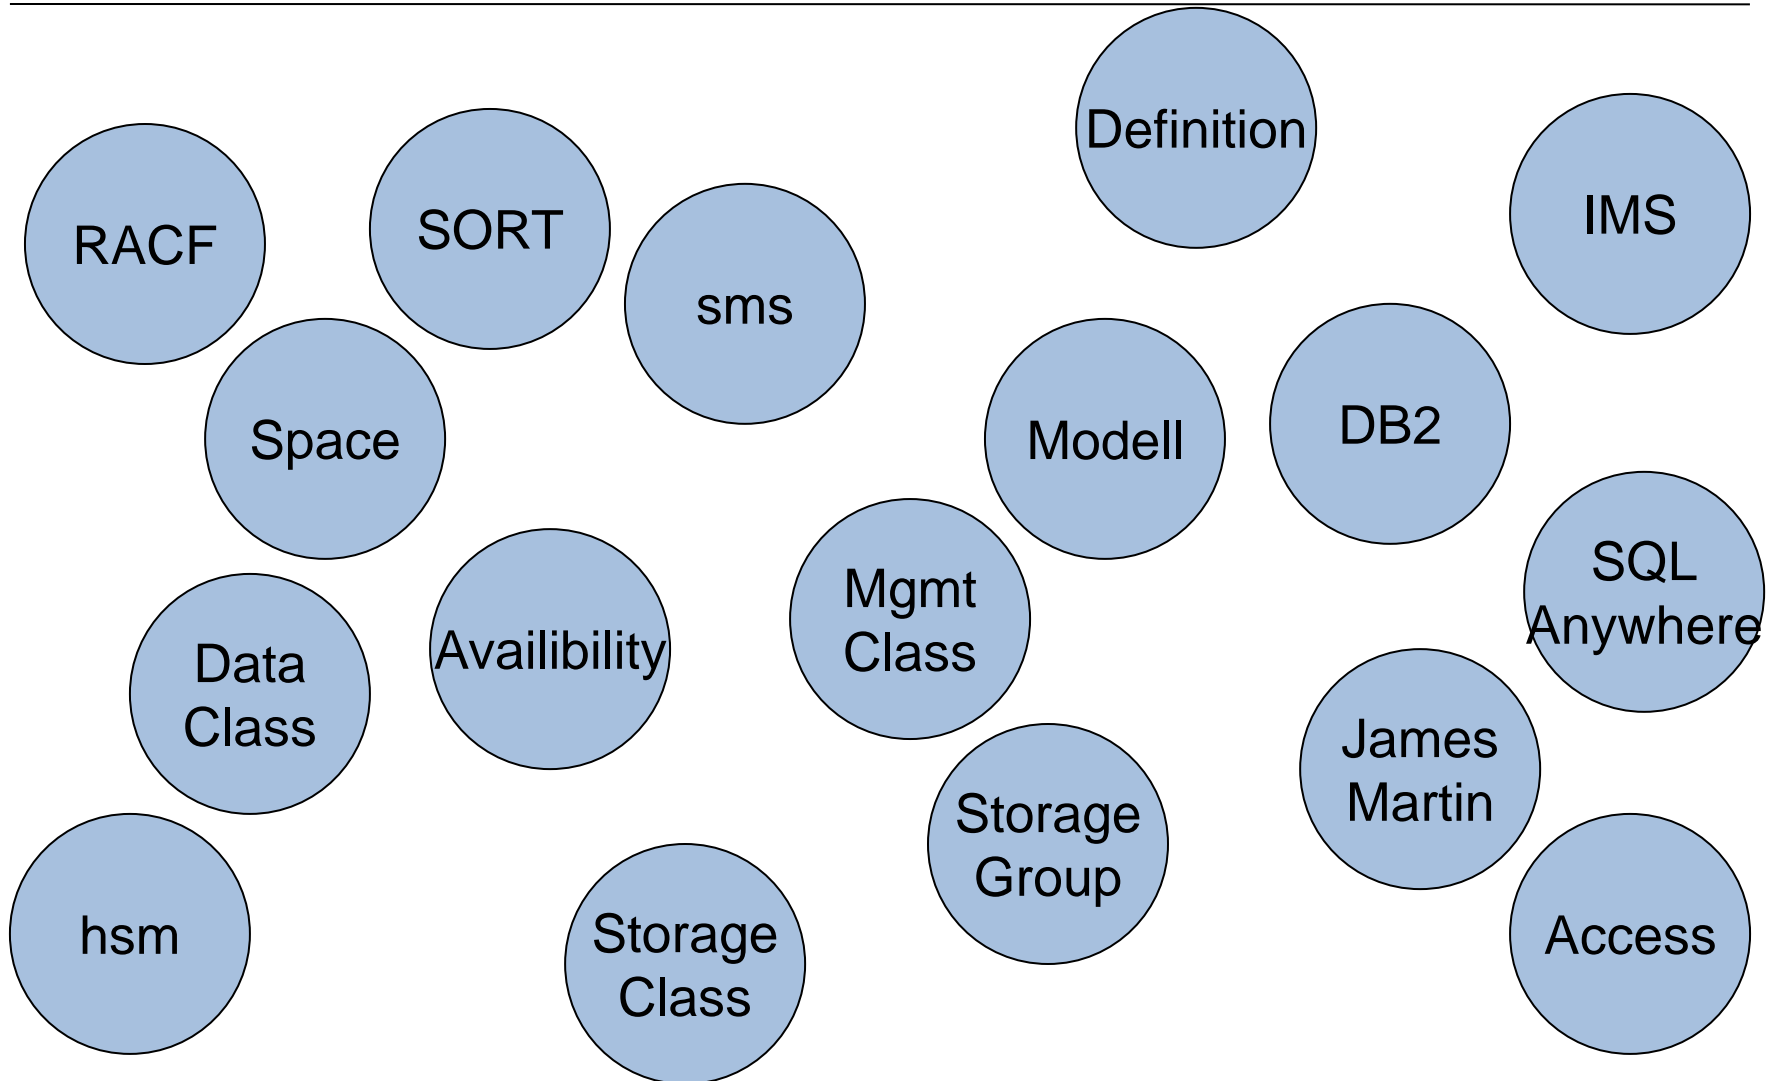 Definition
IMS
RACF
SORT
sms
Space
Modell
DB2
SQL
Anywhere
Data
Class
Availibility
Mgmt
Class
James
Martin
Storage
Group
hsm
Storage
Class
Access